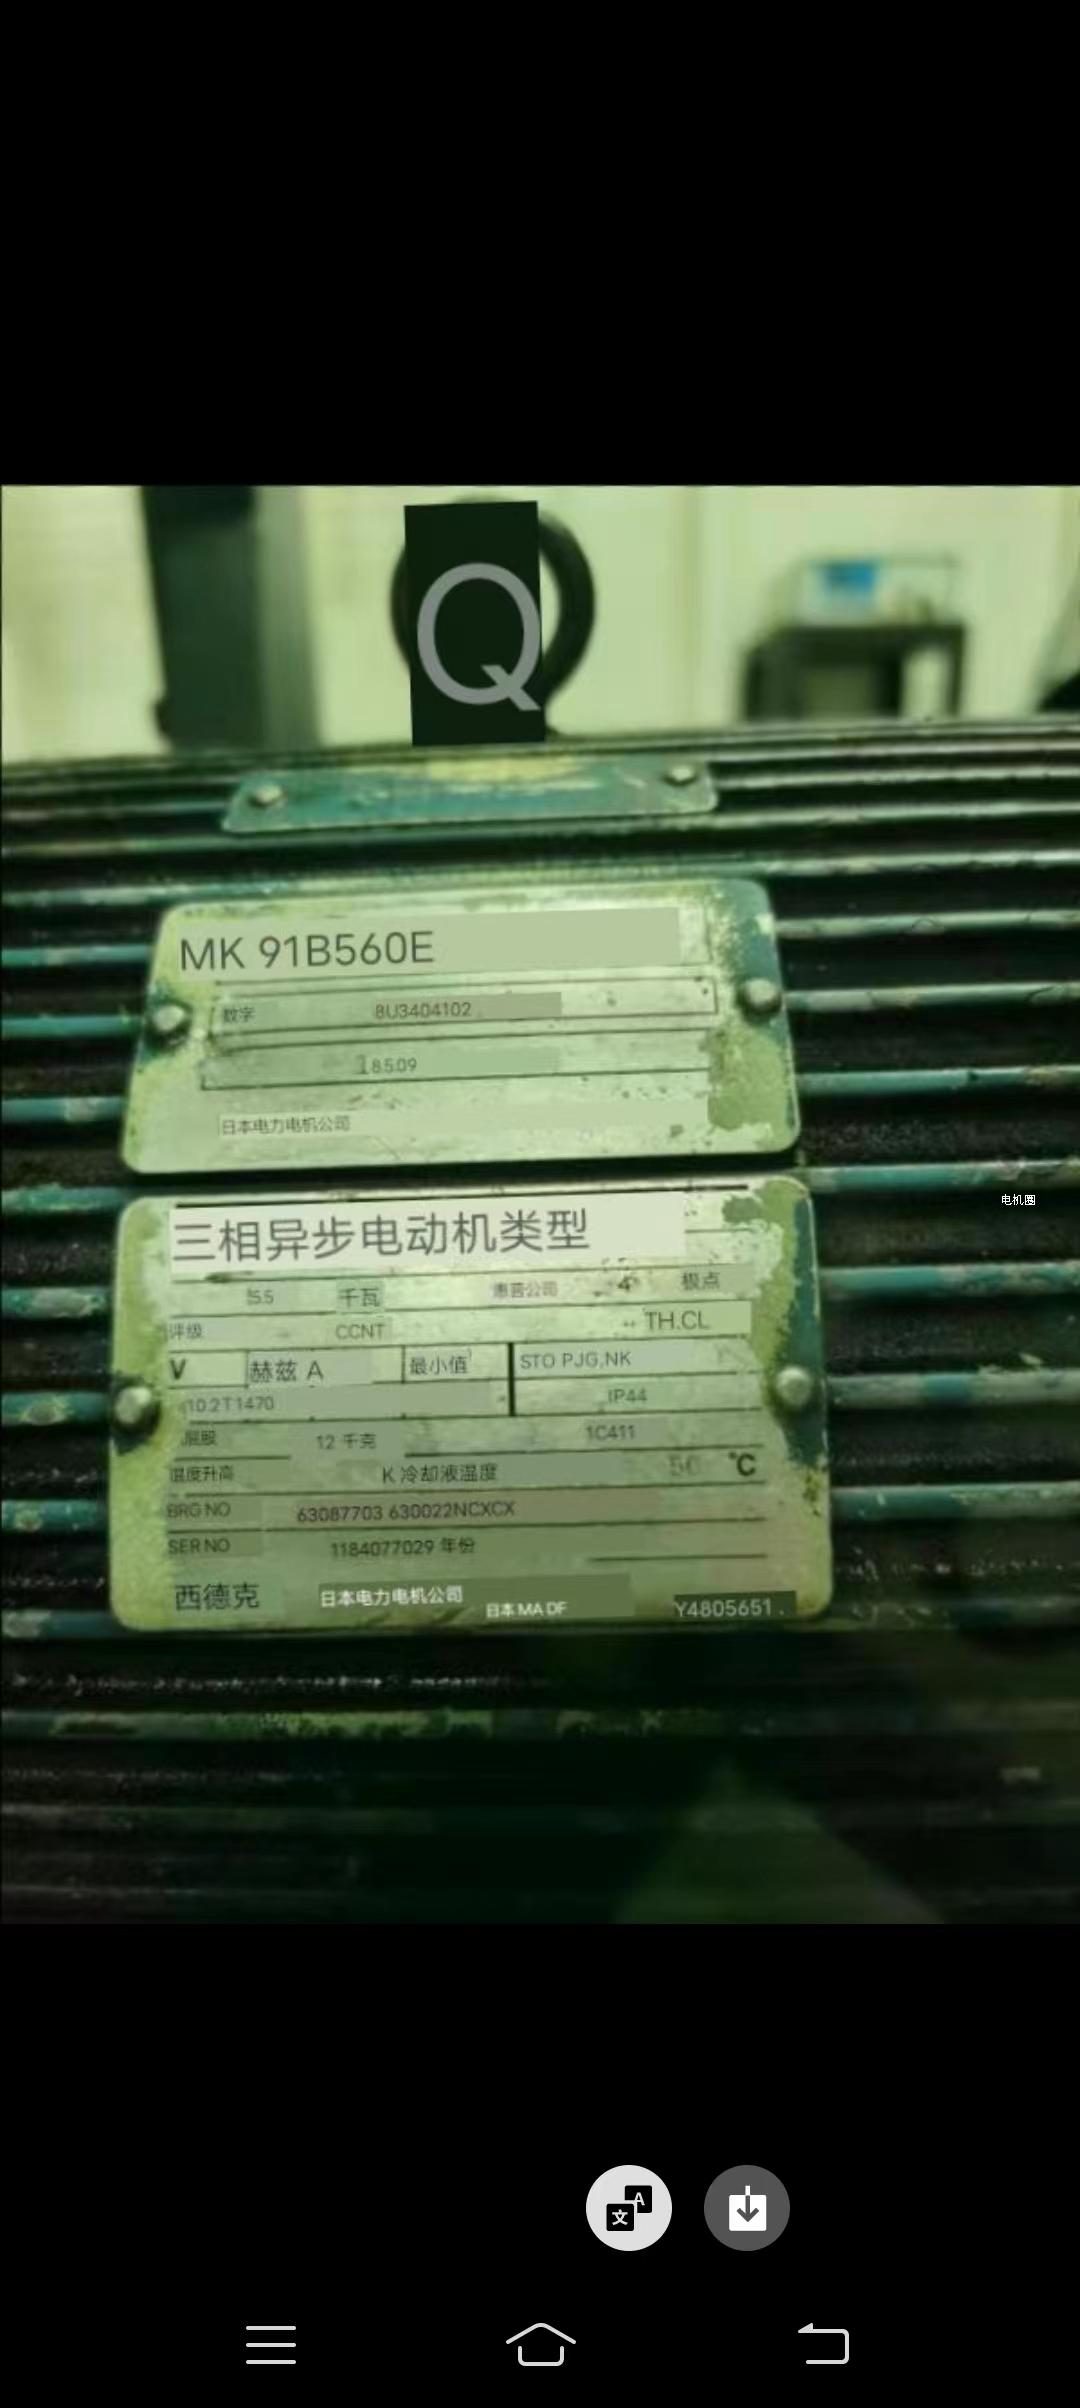 Q
MK 91B560E
数字 8U3404102
18509
日本电力电机公司
三相异步电动机类型
5.5 千瓦 惠普公司 4 极点
评级 CCNT TH.CL
V 赫兹 A 最小值 STO PJG,NK
10.2T1470 IP44
12 千克 1C411
温度升高 K 冷却液温度 50 °C
BRG NO 63087703 630022NCXCX
SER NO 1184077029 年份
西德克 日本电力电机公司 日本 MA DF Y4805651 .
电机圈
文 A